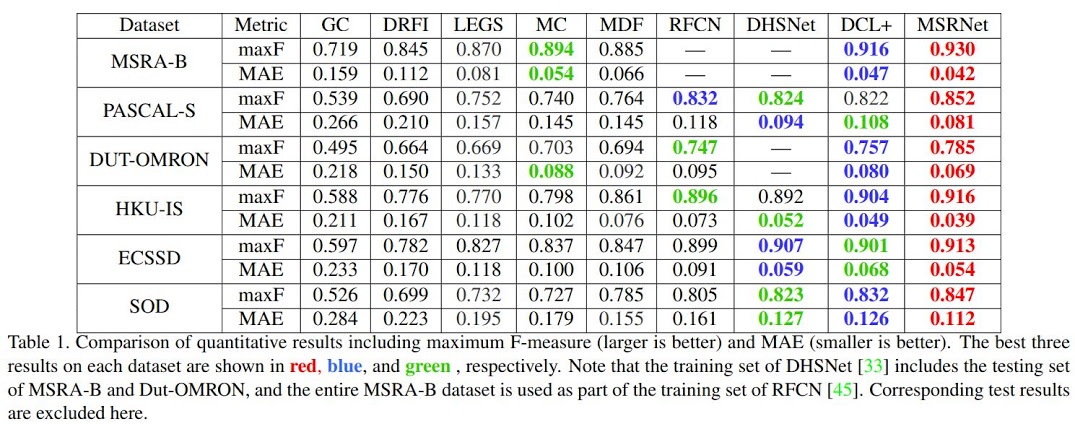 Dataset Metric GC DRFI LEGS MC MDF RFCN DHSNet DCL+ MSRNet
MSRA-B maxF 0.719 0.845 0.870 0.894 0.885 — — 0.916 0.930
MAE 0.159 0.112 0.081 0.054 0.066 — — 0.047 0.042
PASCAL-S maxF 0.539 0.690 0.752 0.740 0.764 0.832 0.824 0.822 0.852
MAE 0.266 0.210 0.157 0.145 0.145 0.118 0.094 0.108 0.081
DUT-OMRON maxF 0.495 0.664 0.669 0.703 0.694 0.747 — 0.757 0.785
MAE 0.218 0.150 0.133 0.088 0.092 0.095 — 0.080 0.069
HKU-IS maxF 0.588 0.776 0.770 0.798 0.861 0.896 0.892 0.904 0.916
MAE 0.211 0.167 0.118 0.102 0.076 0.073 0.052 0.049 0.039
ECSSD maxF 0.597 0.782 0.827 0.837 0.847 0.899 0.907 0.901 0.913
MAE 0.233 0.170 0.118 0.100 0.106 0.091 0.059 0.068 0.054
SOD maxF 0.526 0.699 0.732 0.727 0.785 0.805 0.823 0.832 0.847
MAE 0.284 0.223 0.195 0.179 0.155 0.161 0.127 0.126 0.112
Table 1. Comparison of quantitative results including maximum F-measure (larger is better) and MAE (smaller is better). The best three
results on each dataset are shown in red, blue, and green , respectively. Note that the training set of DHSNet [33] includes the testing set
of MSRA-B and Dut-OMRON, and the entire MSRA-B dataset is used as part of the training set of RFCN [45]. Corresponding test results
are excluded here.